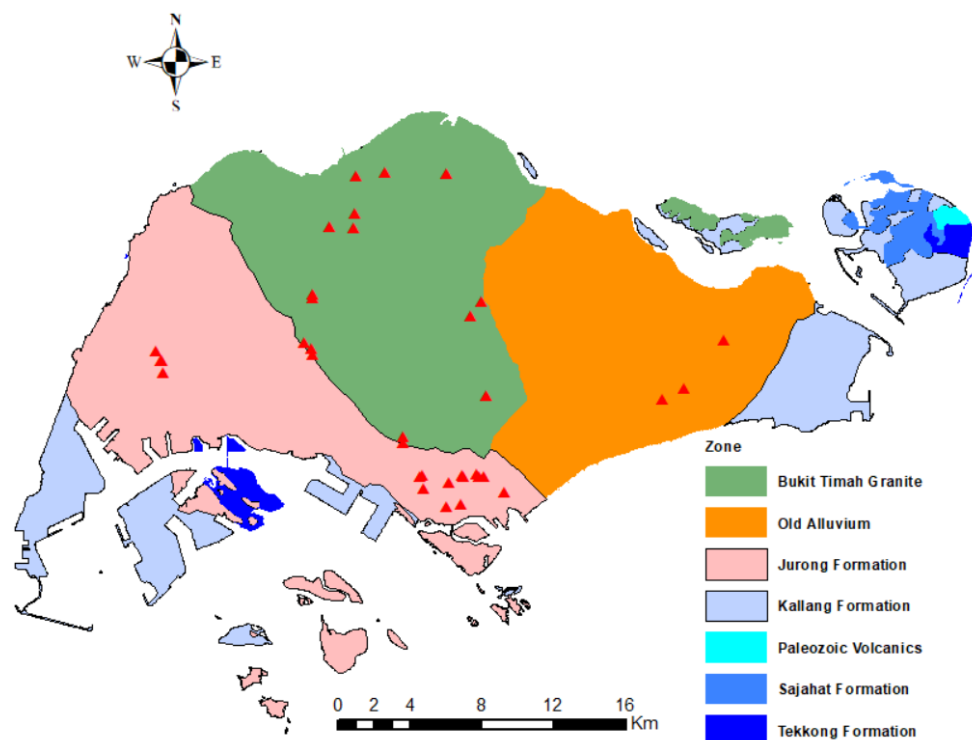 N
W E
S
Zone
Bukit Timah Granite
Old Alluvium
Jurong Formation
Kallang Formation
Paleozoic Volcanics
Sajahat Formation
Tekkong Formation
0 2 4 8 12 16
Km